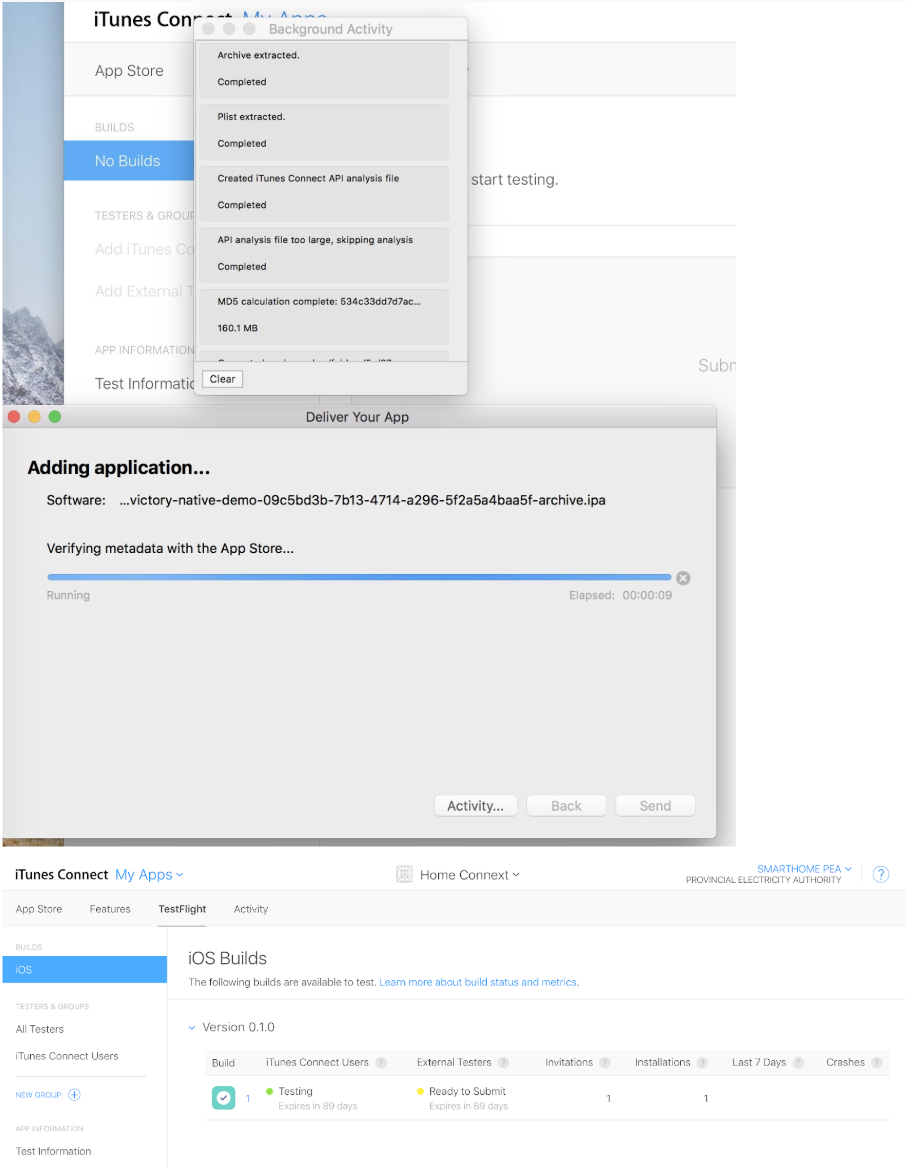 iTunes Connect My Apps
Background Activity
Archive extracted.
Completed
Plist extracted.
Completed
Created iTunes Connect API analysis file
Completed
API analysis file too large, skipping analysis
Completed
MD5 calculation complete: 534c33dd7d7ac...
160.1 MB
Clear
App Store
BUILDS
No Builds
start testing.
TESTERS & GROUP
Add iTunes Co
Add External T
APP INFORMATION
Test Informatio
Subm
Deliver Your App
Adding application...
Software: ...victory-native-demo-09c5bd3b-7b13-4714-a296-5f2a5a4baa5f-archive.ipa
Verifying metadata with the App Store...
Running Elapsed: 00:00:09
Activity... Back Send
iTunes Connect My Apps Home Connext SMARTHOME PEA ?
PROVINCIAL ELECTRICITY AUTHORITY
App Store Features TestFlight Activity
BUILDS
iOS
TESTERS & GROUPS
All Testers
iTunes Connect Users
NEW GROUP
APP INFORMATION
Test Information
iOS Builds
The following builds are available to test. Learn more about build status and metrics.
Version 0.1.0
Build iTunes Connect Users ? External Testers ? Invitations ? Installations ? Last 7 Days ? Crashes ?
1 Testing Ready to Submit 1 1
Expires in 89 days Expires in 89 days